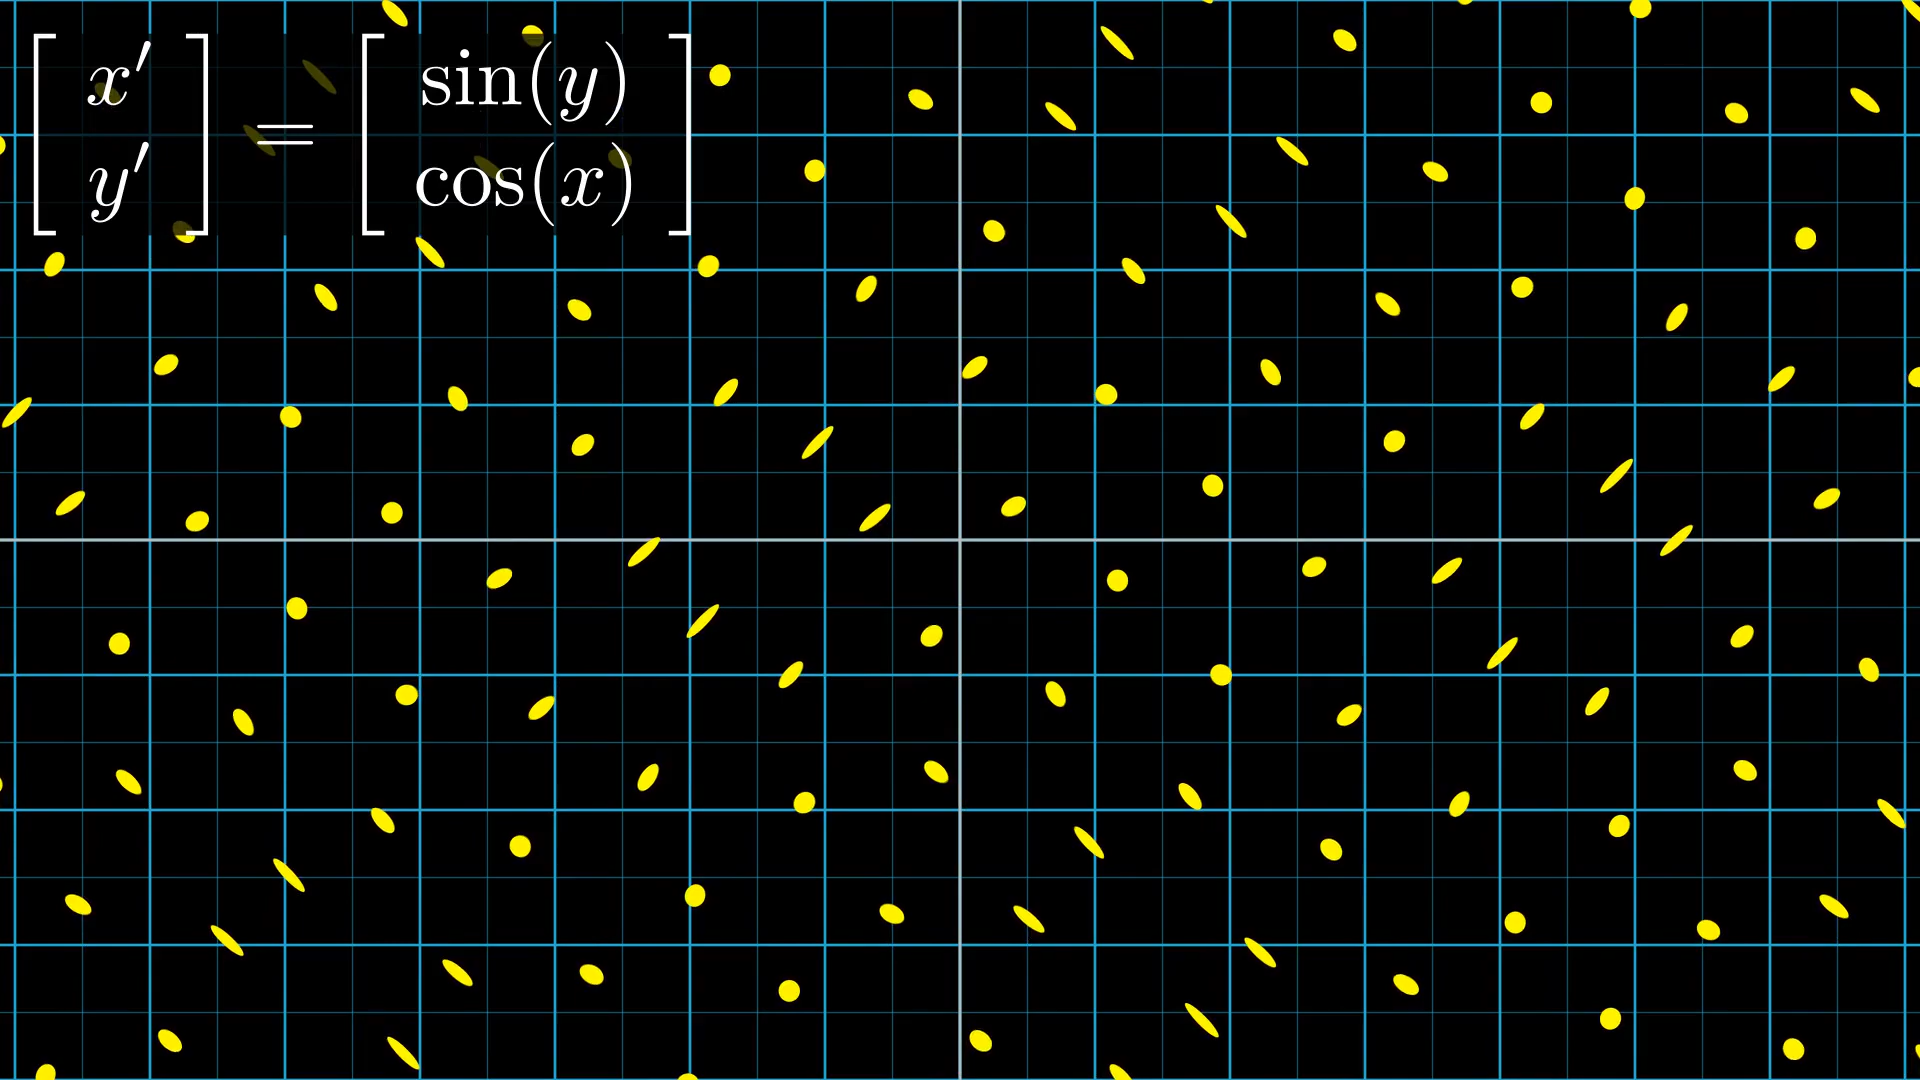 [ x′ ] = [ sin(y) ]
[ y′ ]   [ cos(x) ]